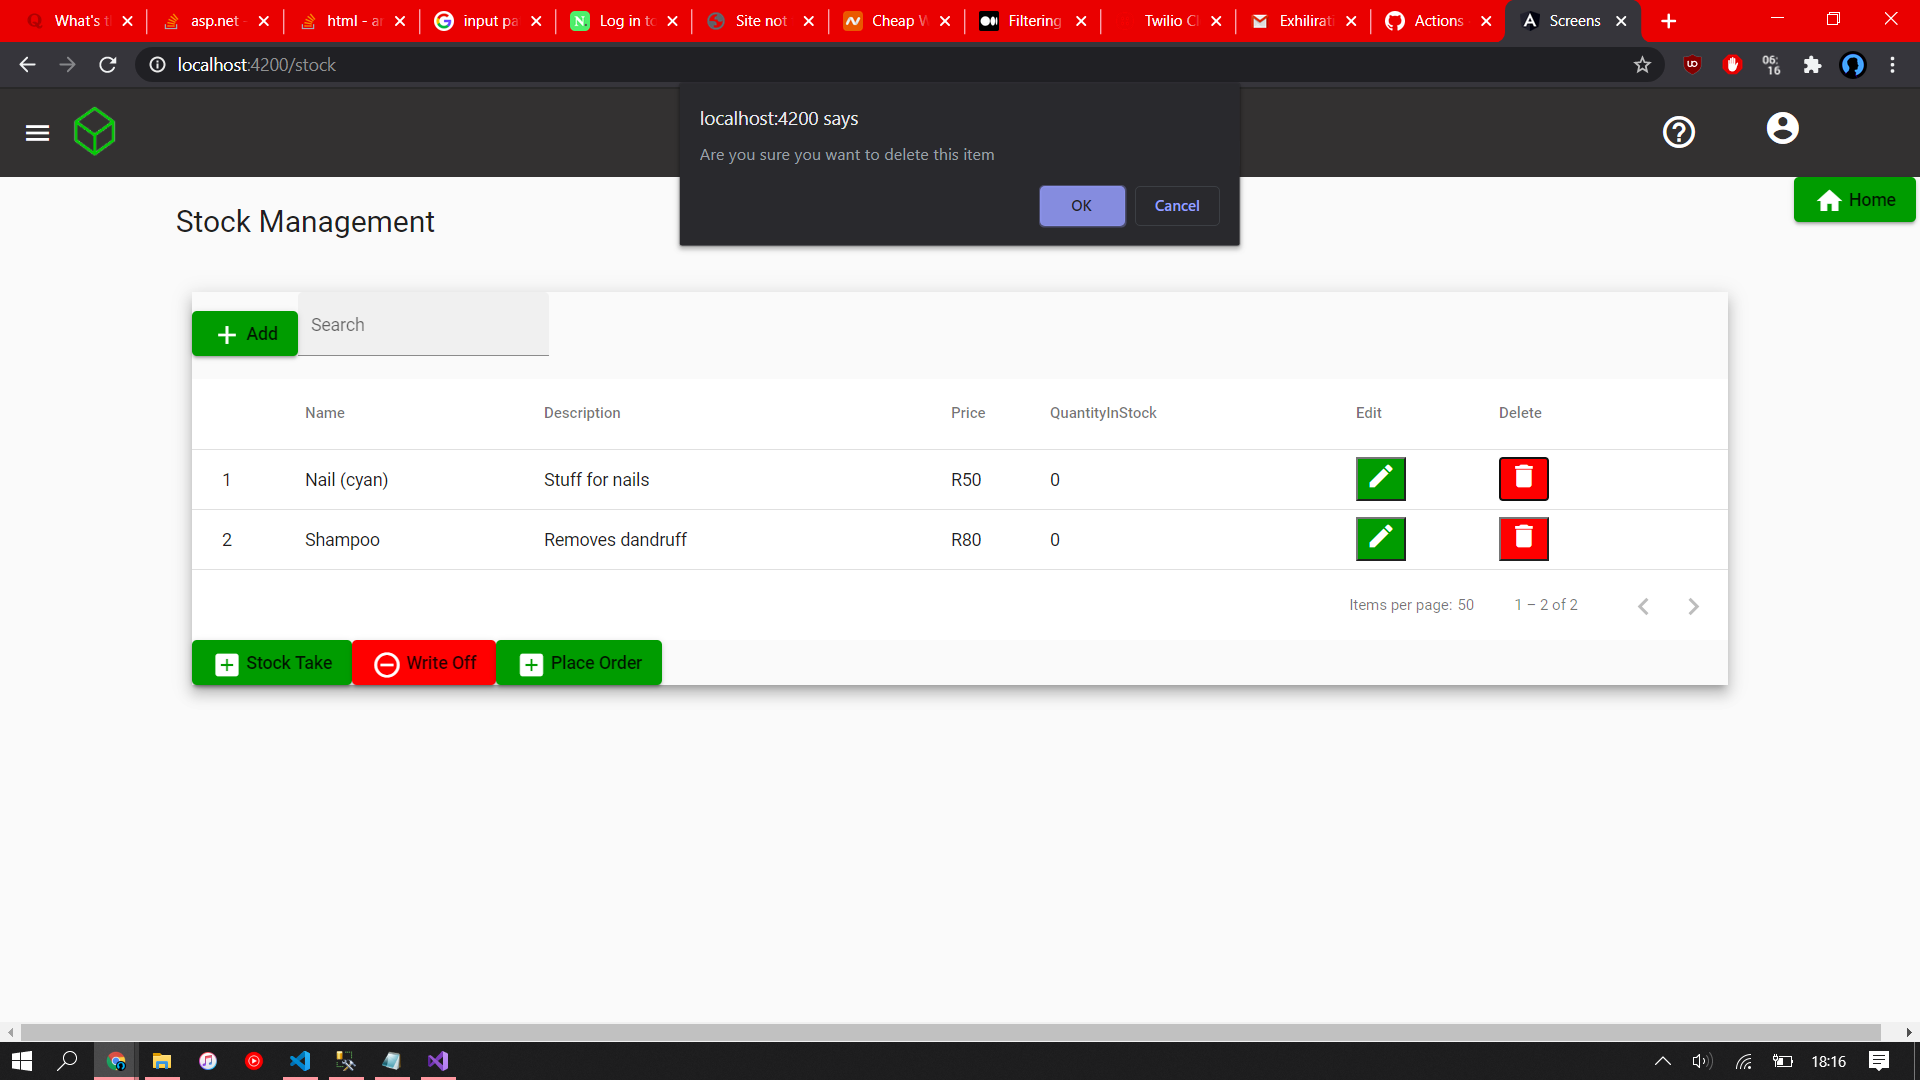 What's t
asp.net -
html - a
input pa
Log in to
Site not
Cheap W
Filtering
Twilio Cl
Exhilirati
Actions
Screens
localhost:4200/stock
06:
16
localhost:4200 says
Are you sure you want to delete this item
OK
Cancel
Home
Stock Management
Add
Search
Name Description Price QuantityInStock Edit Delete
1 Nail (cyan) Stuff for nails R50 0
2 Shampoo Removes dandruff R80 0
Items per page: 50 1 – 2 of 2
Stock Take Write Off Place Order
18:16